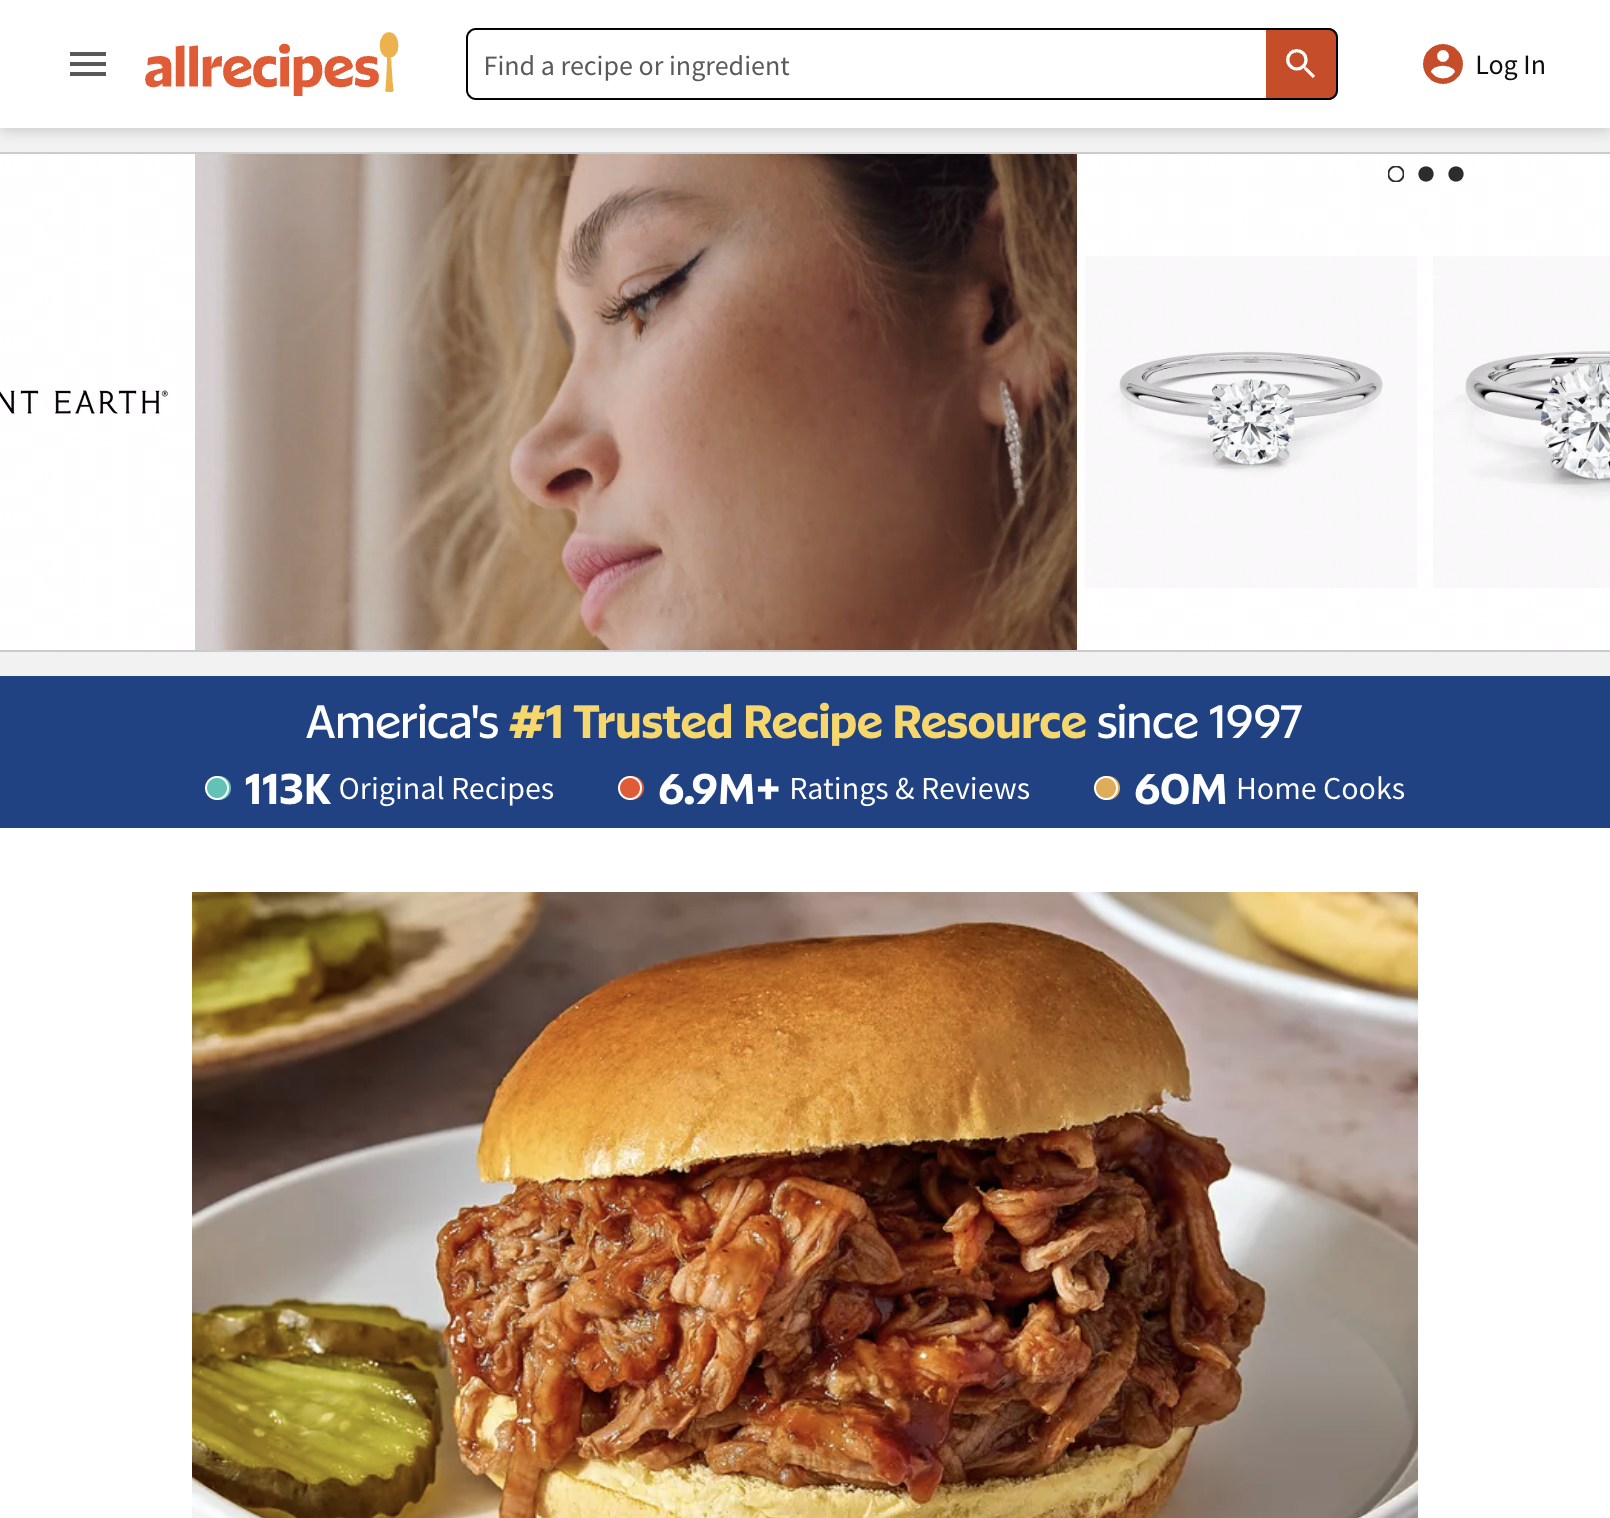 allrecipes
Find a recipe or ingredient
Log In
NT EARTH®
America's #1 Trusted Recipe Resource since 1997
113K Original Recipes
6.9M+ Ratings & Reviews
60M Home Cooks